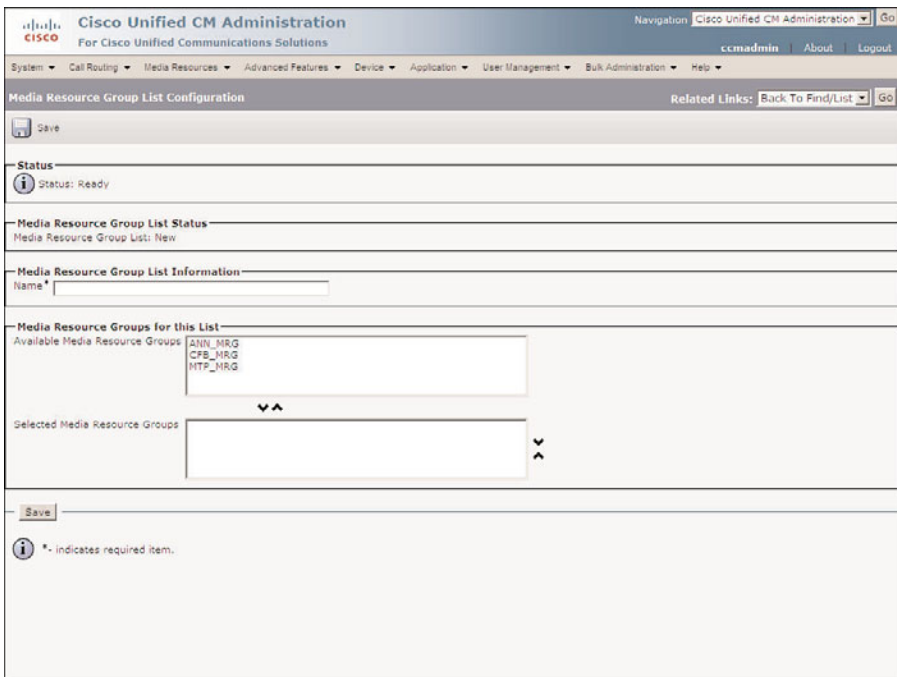 cisco
Cisco Unified CM Administration
For Cisco Unified Communications Solutions
Navigation Cisco Unified CM Administration Go
ccmadmin | About | Logout
System Call Routing Media Resources Advanced Features Device Application User Management Bulk Administration Help
Media Resource Group List Configuration
Related Links: Back To Find/List Go
Save
Status
Status: Ready
Media Resource Group List Status
Media Resource Group List: New
Media Resource Group List Information
Name*
Media Resource Groups for this List
Available Media Resource Groups
ANN_MRG
CFB_MRG
MTP_MRG
Selected Media Resource Groups
Save
*- indicates required item.